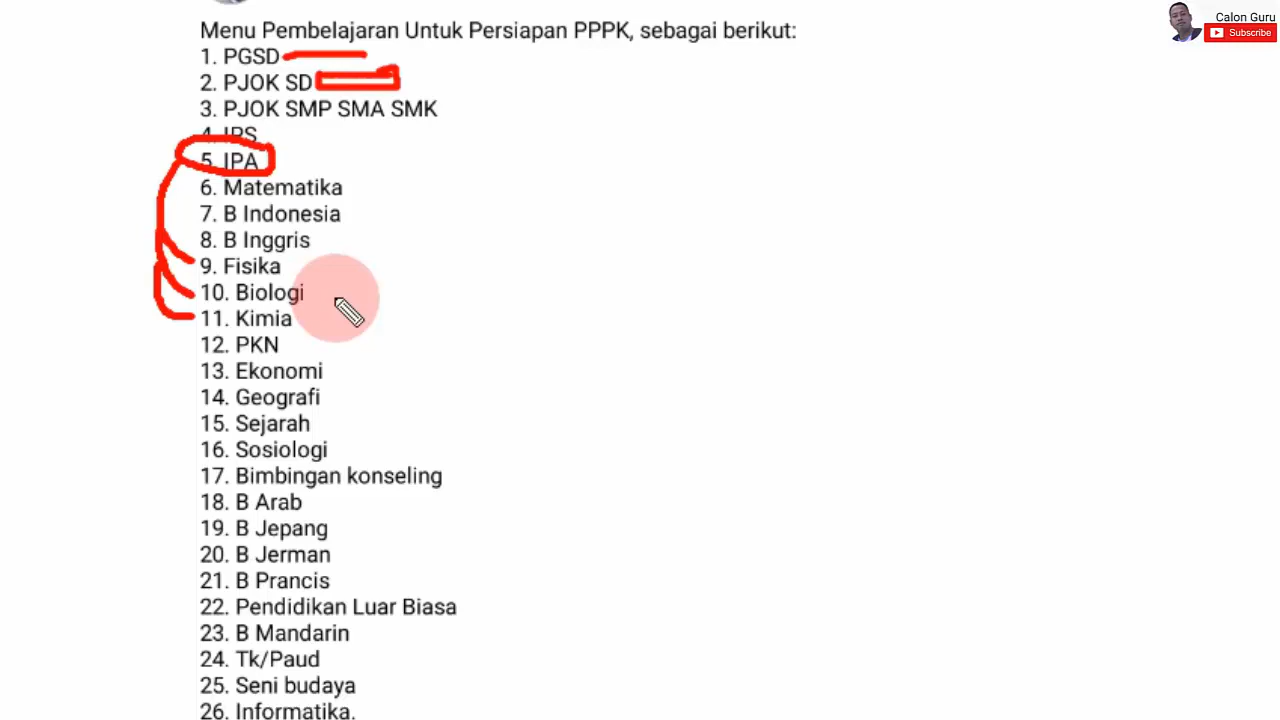 Calon Guru
Subscribe
Menu Pembelajaran Untuk Persiapan PPPK, sebagai berikut:
1. PGSD
2. PJOK SD
3. PJOK SMP SMA SMK
4. IPS
5. IPA
6. Matematika
7. B Indonesia
8. B Inggris
9. Fisika
10. Biologi
11. Kimia
12. PKN
13. Ekonomi
14. Geografi
15. Sejarah
16. Sosiologi
17. Bimbingan konseling
18. B Arab
19. B Jepang
20. B Jerman
21. B Prancis
22. Pendidikan Luar Biasa
23. B Mandarin
24. Tk/Paud
25. Seni budaya
26. Informatika.